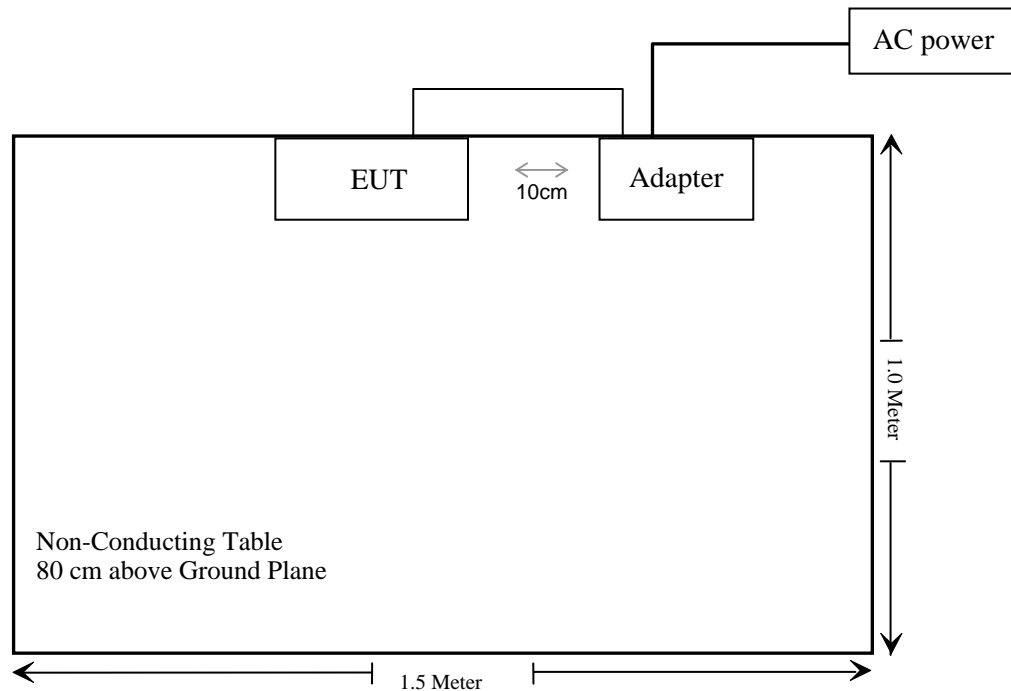 AC power
EUT
Adapter
10cm
1.0 Meter
Non-Conducting Table
80 cm above Ground Plane
1.5 Meter